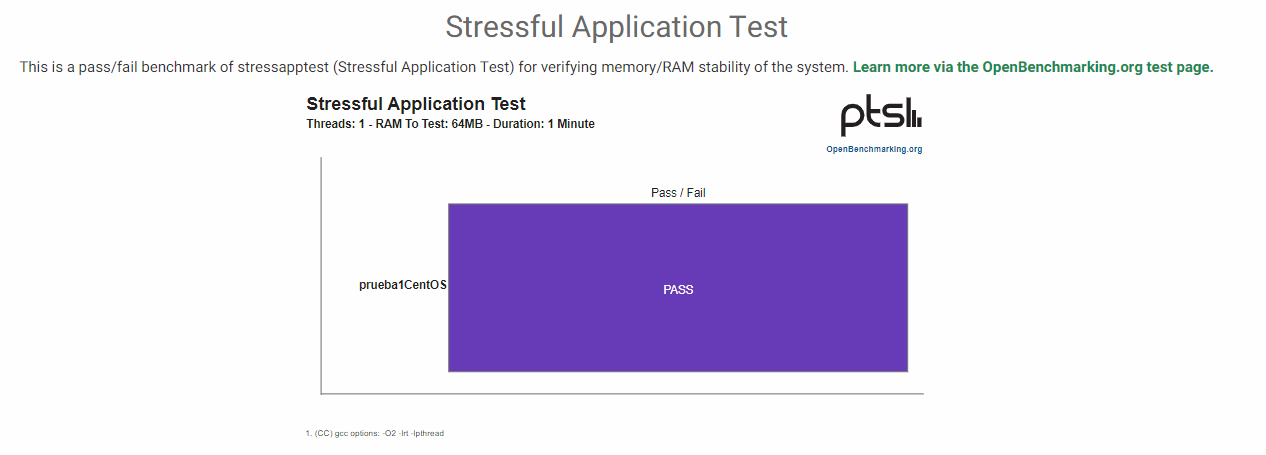 Stressful Application Test
This is a pass/fail benchmark of stressapptest (Stressful Application Test) for verifying memory/RAM stability of the system. Learn more via the OpenBenchmarking.org test page.
Stressful Application Test
Threads: 1 - RAM To Test: 64MB - Duration: 1 Minute
pts
OpenBenchmarking.org
Pass / Fail
prueba1CentOS
PASS
1. (CC) gcc options: -O2 -lrt -lpthread